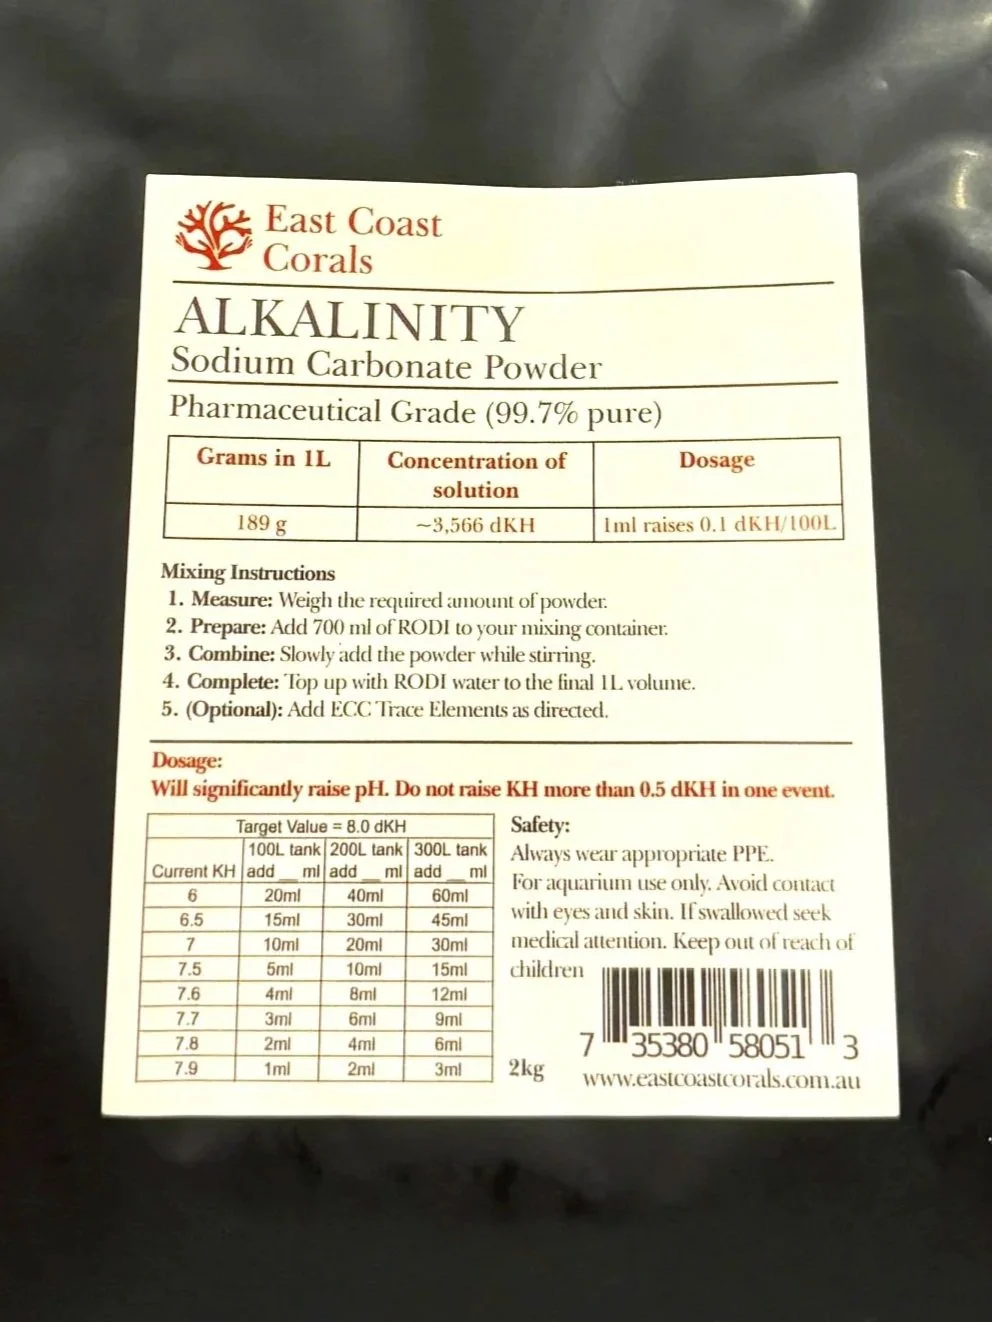 East Coast
Corals
ALKALINITY
Sodium Carbonate Powder
Pharmaceutical Grade (99.7% pure)
Grams in 1L Concentration of solution Dosage
189 g ~3,566 dKH 1ml raises 0.1 dKH/100L
Mixing Instructions
1. Measure: Weigh the required amount of powder.
2. Prepare: Add 700 ml of RODI to your mixing container.
3. Combine: Slowly add the powder while stirring.
4. Complete: Top up with RODI water to the final 1L volume.
5. (Optional): Add ECC Trace Elements as directed.
Dosage:
Will significantly raise pH. Do not raise KH more than 0.5 dKH in one event.
Target Value = 8.0 dKH
Current KH 100L tank add __ ml 200L tank add __ ml 300L tank add __ ml
6 20ml 40ml 60ml
6.5 15ml 30ml 45ml
7 10ml 20ml 30ml
7.5 5ml 10ml 15ml
7.6 4ml 8ml 12ml
7.7 3ml 6ml 9ml
7.8 2ml 4ml 6ml
7.9 1ml 2ml 3ml
Safety:
Always wear appropriate PPE.
For aquarium use only. Avoid contact
with eyes and skin. If swallowed seek
medical attention. Keep out of reach of
children
7 35380 58051 3
2kg
www.eastcoastcorals.com.au